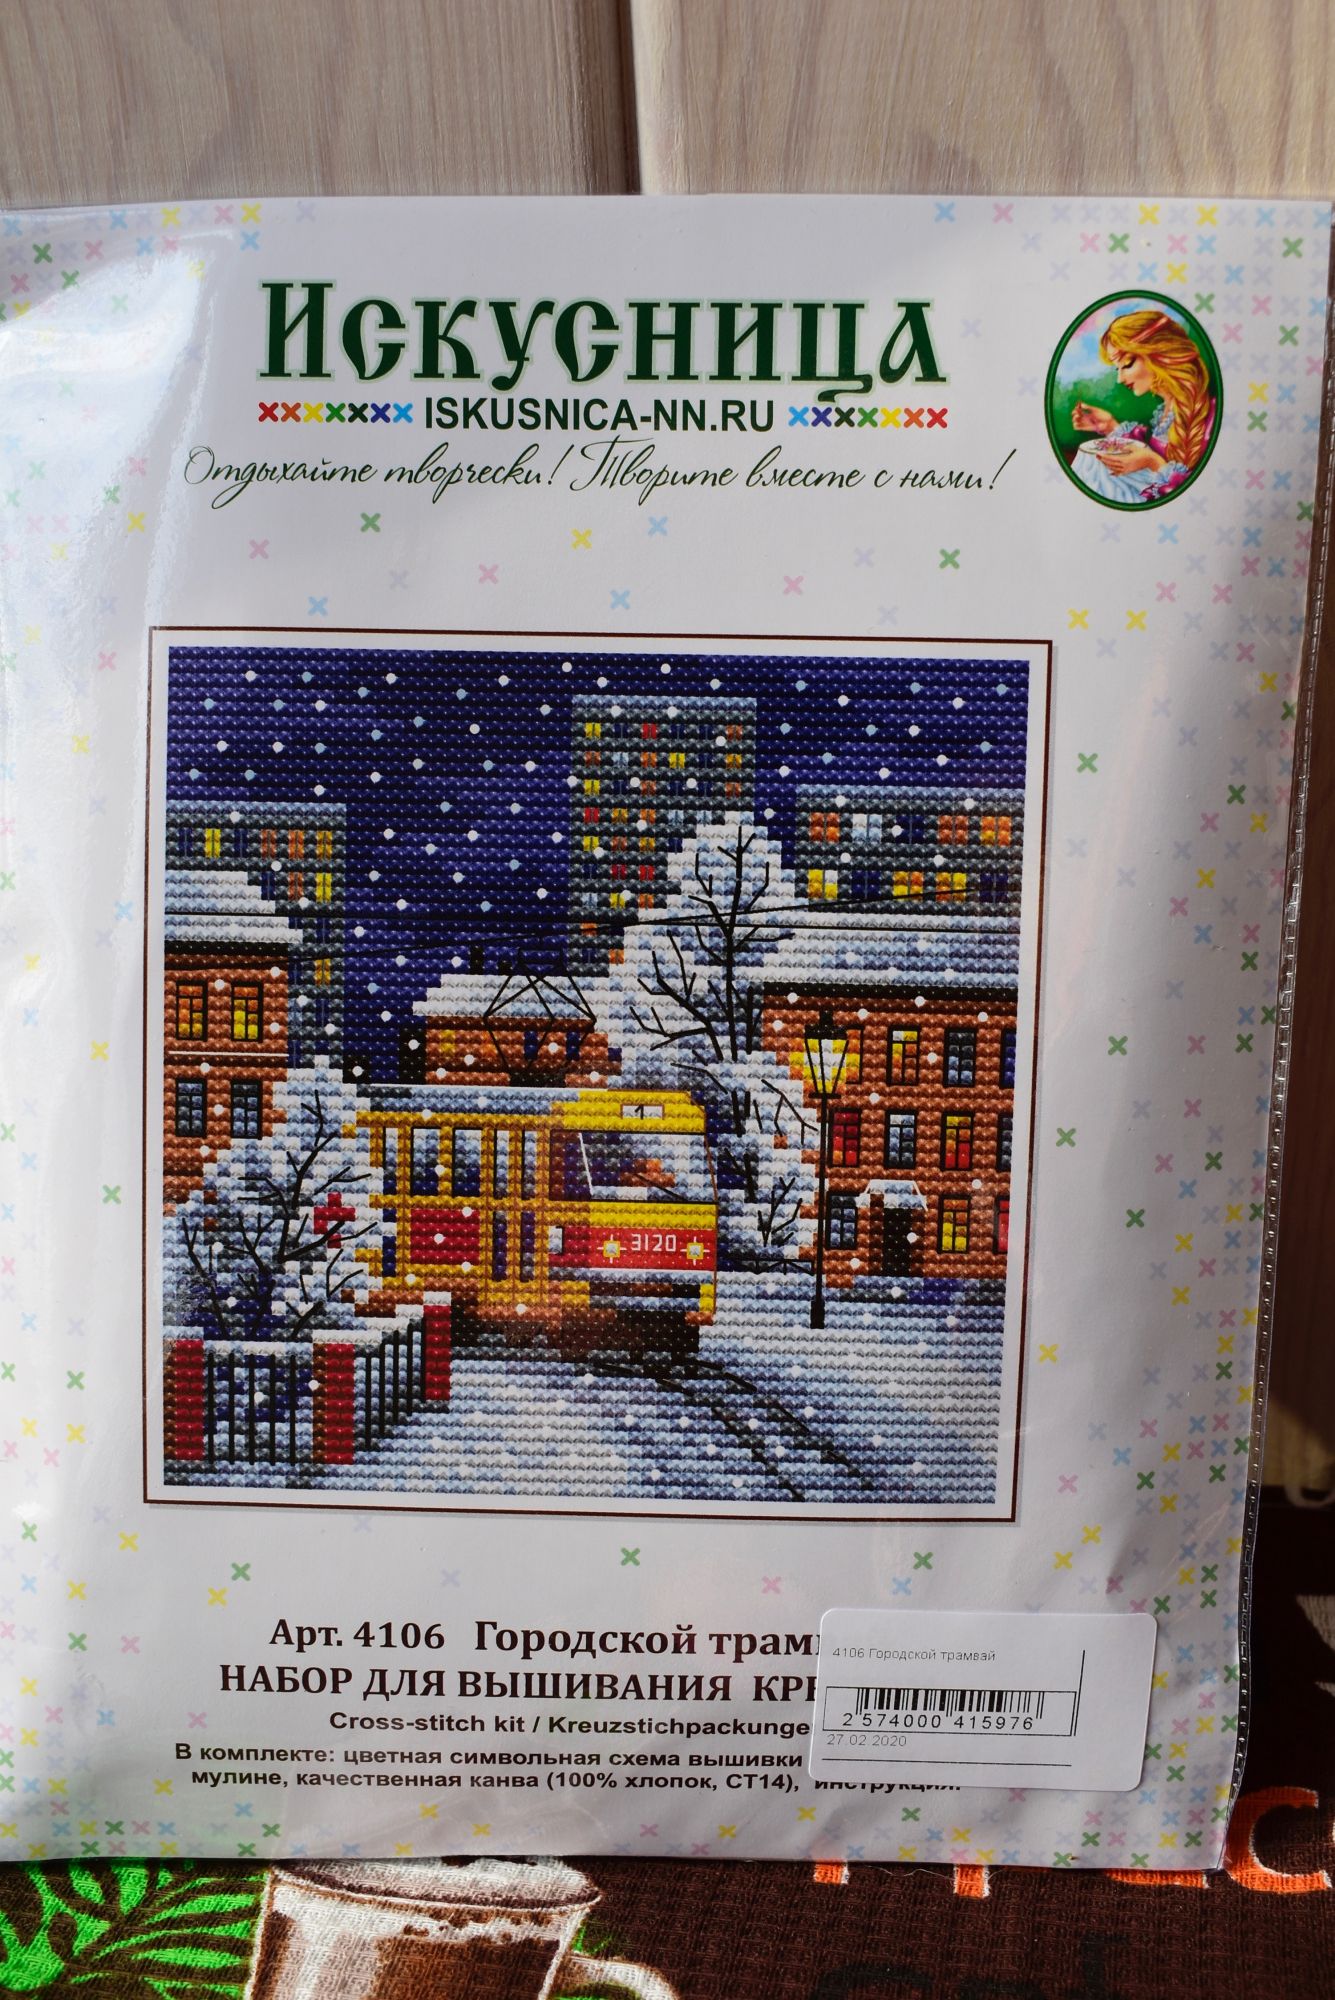 Искусница
ISKUSNICA-NN.RU
Отдыхайте творчески! Творите вместе с нами!
1
3120
Арт. 4106 Городской
НАБОР ДЛЯ ВЫШИВАНИЯ
Cross-stitch kit / Kreuzstichpackunge
В комплекте: цветная символьная схема вышивки
мулине, качественная канва (100% хлопок, СТ14), инструкция.
4106 Городской трамвай
2 574000 415976
27.02.2020